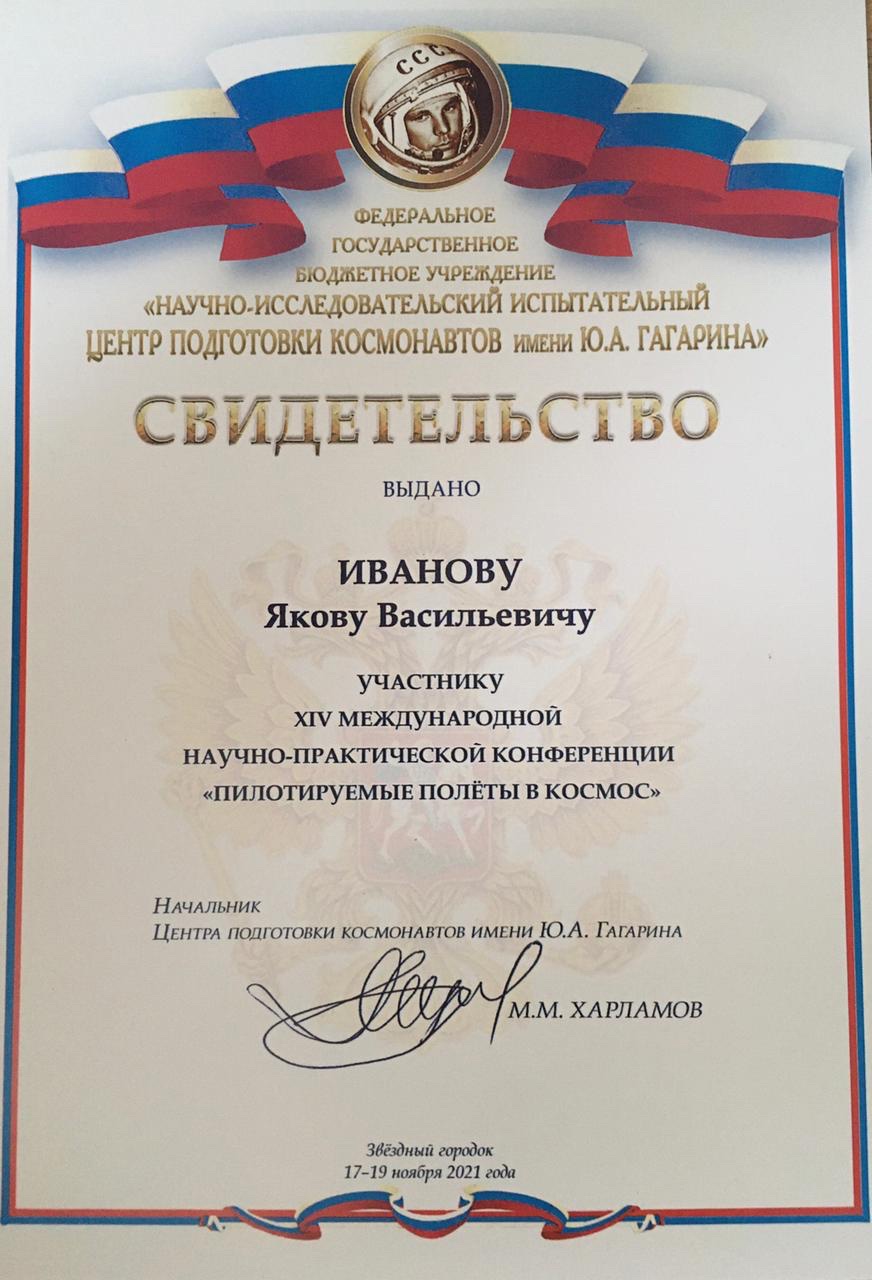 СССР
ФЕДЕРАЛЬНОЕ
ГОСУДАРСТВЕННОЕ
БЮДЖЕТНОЕ УЧРЕЖДЕНИЕ
«НАУЧНО-ИССЛЕДОВАТЕЛЬСКИЙ ИСПЫТАТЕЛЬНЫЙ
ЦЕНТР ПОДГОТОВКИ КОСМОНАВТОВ ИМЕНИ Ю.А. ГАГАРИНА»
СВИДЕТЕЛЬСТВО
ВЫДАНО
ИВАНОВУ
Якову Васильевичу
УЧАСТНИКУ
XIV МЕЖДУНАРОДНОЙ
НАУЧНО-ПРАКТИЧЕСКОЙ КОНФЕРЕНЦИИ
«ПИЛОТИРУЕМЫЕ ПОЛЁТЫ В КОСМОС»
Начальник
Центра подготовки космонавтов имени Ю.А. Гагарина
М.М. ХАРЛАМОВ
Звёздный городок
17–19 ноября 2021 года